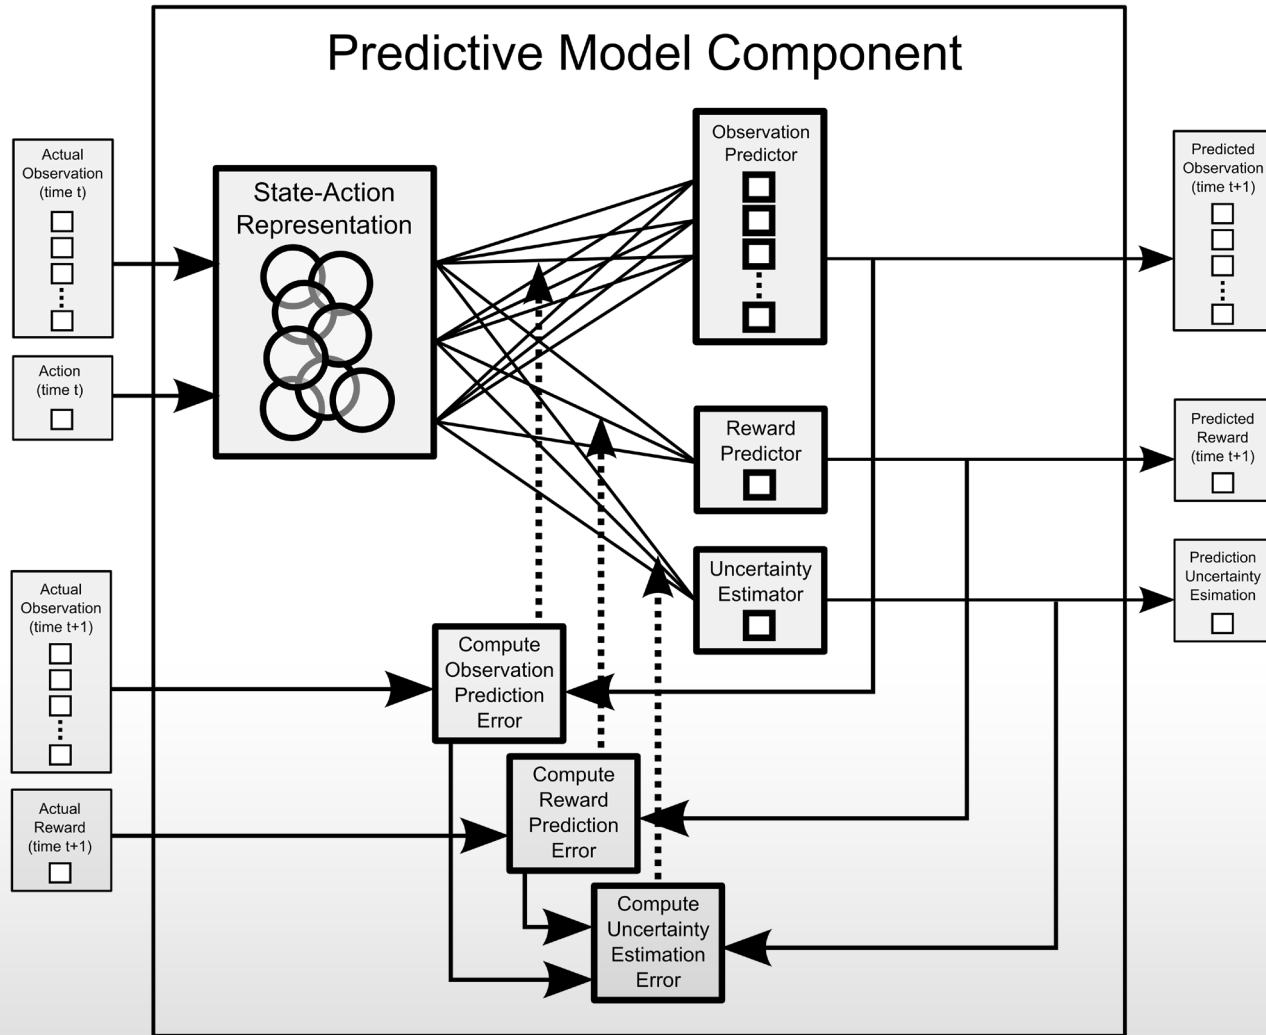 Predictive Model Component
Actual
Observation
(time t)
Action
(time t)
State-Action
Representation
Observation
Predictor
Reward
Predictor
Uncertainty
Estimator
Predicted
Observation
(time t+1)
Predicted
Reward
(time t+1)
Prediction
Uncertainty
Esimation
Actual
Observation
(time t+1)
Actual
Reward
(time t+1)
Compute
Observation
Prediction
Error
Compute
Reward
Prediction
Error
Compute
Uncertainty
Estimation
Error